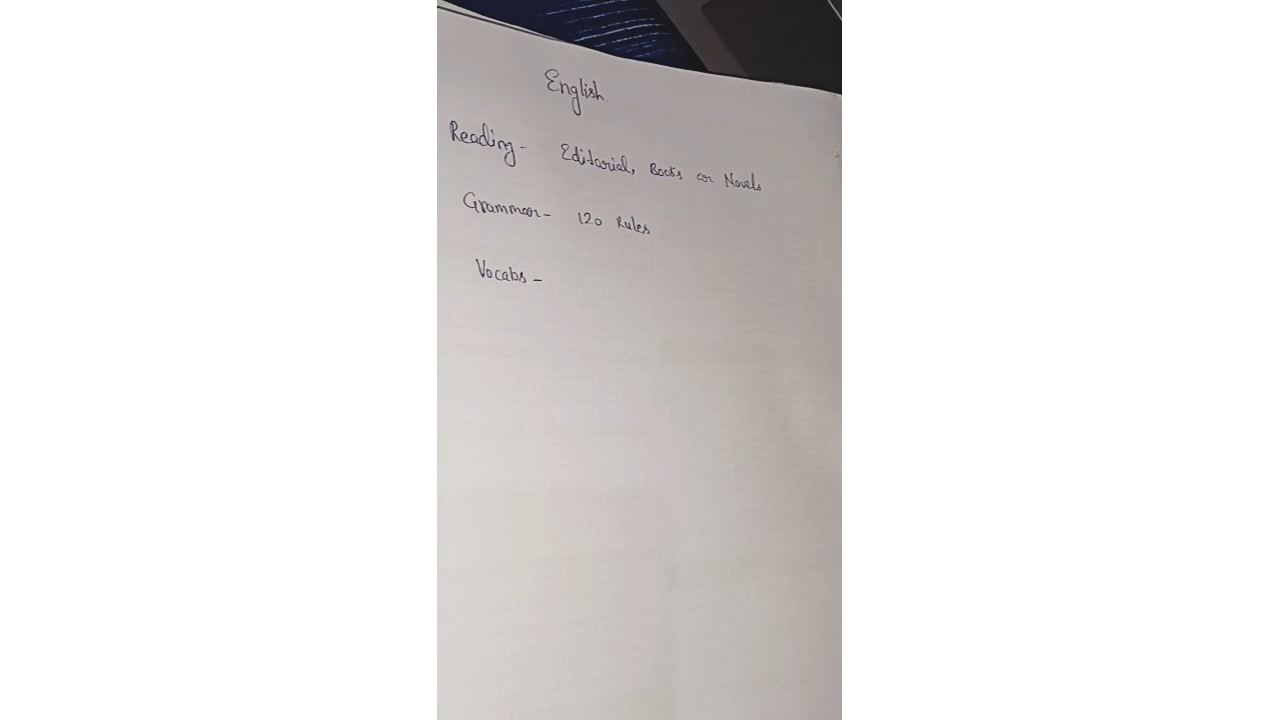 English
Reading - Editorial, Books or Novels
Grammar - 120 Rules
Vocabs -